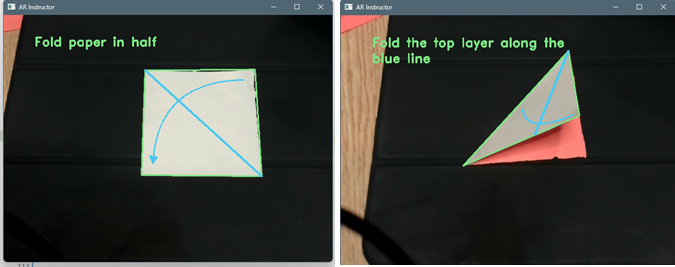 AR Instructor
Fold paper in half
AR Instructor
Fold the top layer along the
blue line